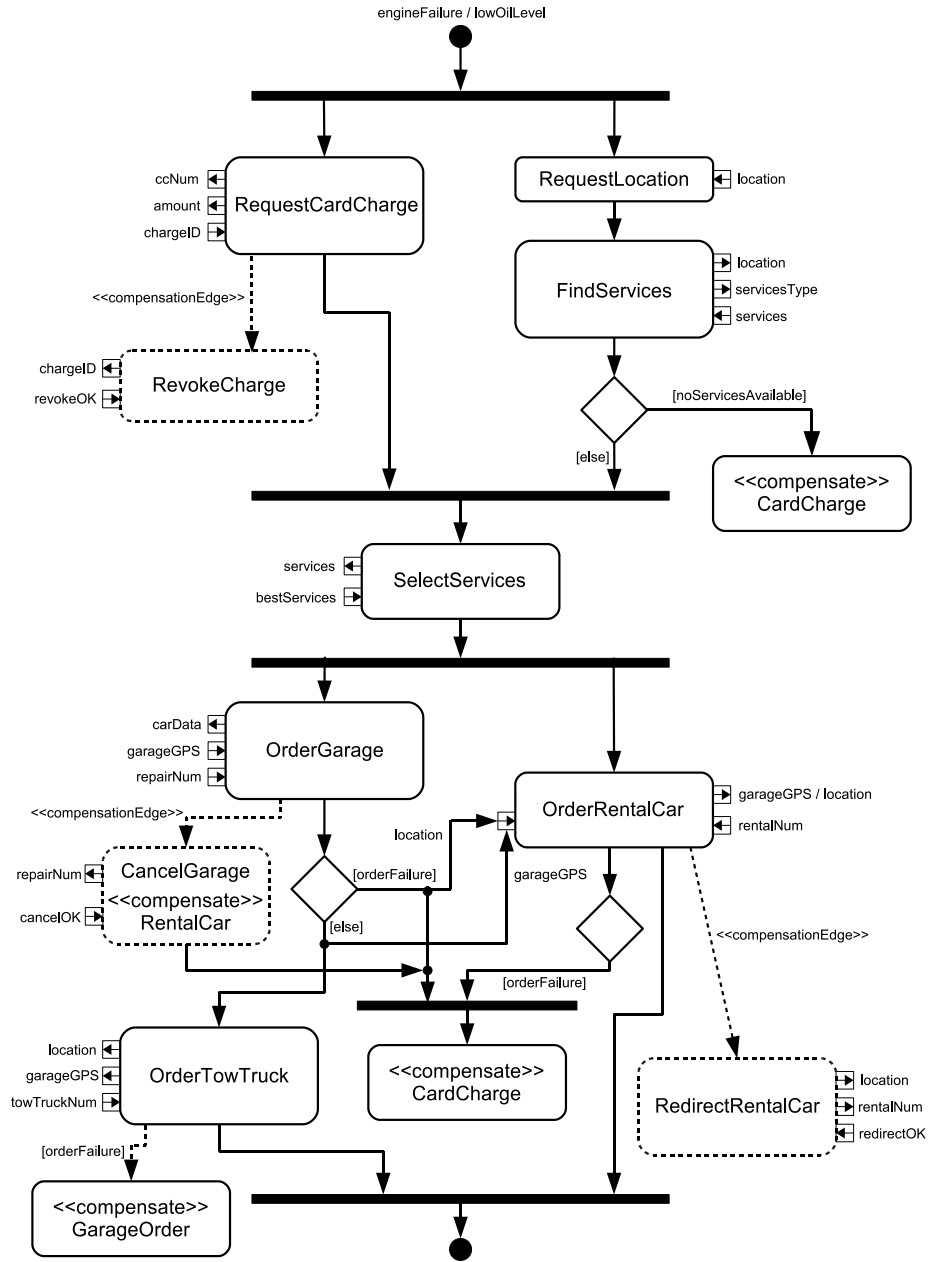 engineFailure / lowOilLevel
ccNum
amount
chargeID
RequestCardCharge
RequestLocation
location
FindServices
location
servicesType
services
<<compensationEdge>>
chargeID
revokeOK
RevokeCharge
[noServicesAvailable]
[else]
<<compensate>>
CardCharge
services
bestServices
SelectServices
carData
garageGPS
repairNum
OrderGarage
<<compensationEdge>>
location
OrderRentalCar
garageGPS / location
rentalNum
repairNum
cancelOK
CancelGarage
<<compensate>>
RentalCar
[orderFailure]
garageGPS
[else]
<<compensationEdge>>
[orderFailure]
location
garageGPS
towTruckNum
OrderTowTruck
<<compensate>>
CardCharge
RedirectRentalCar
location
rentalNum
redirectOK
[orderFailure]
<<compensate>>
GarageOrder